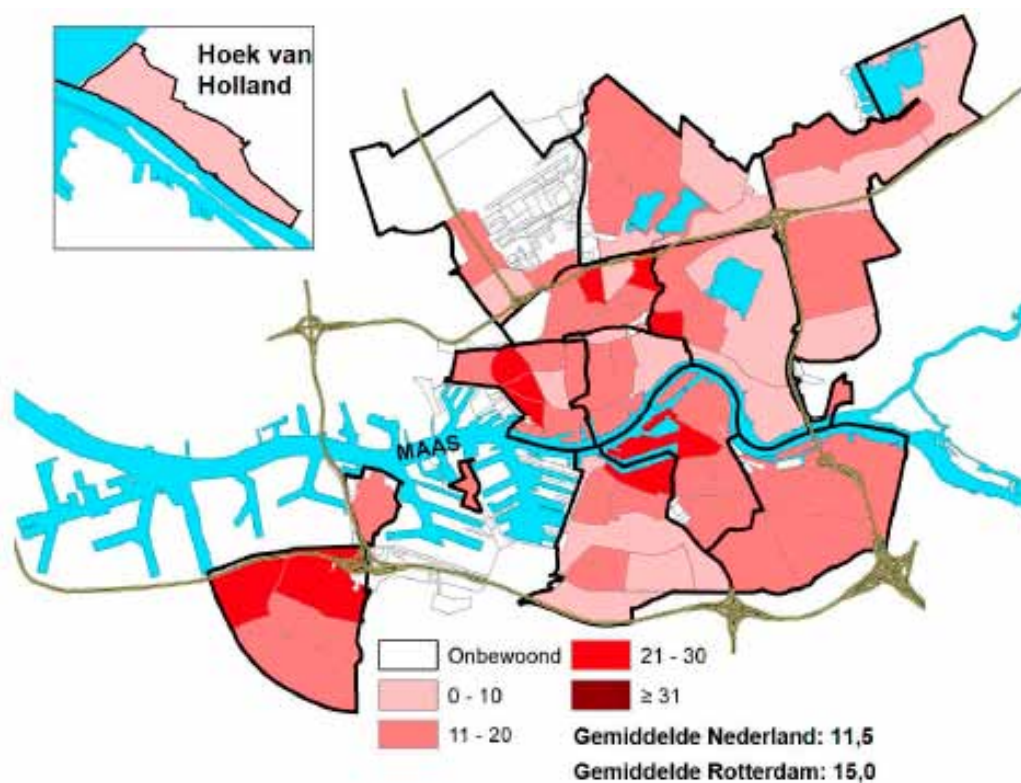 Hoek van
Holland
MAAS
Onbewoond
0 - 10
11 - 20
21 - 30
≥ 31
Gemiddelde Nederland: 11,5
Gemiddelde Rotterdam: 15,0